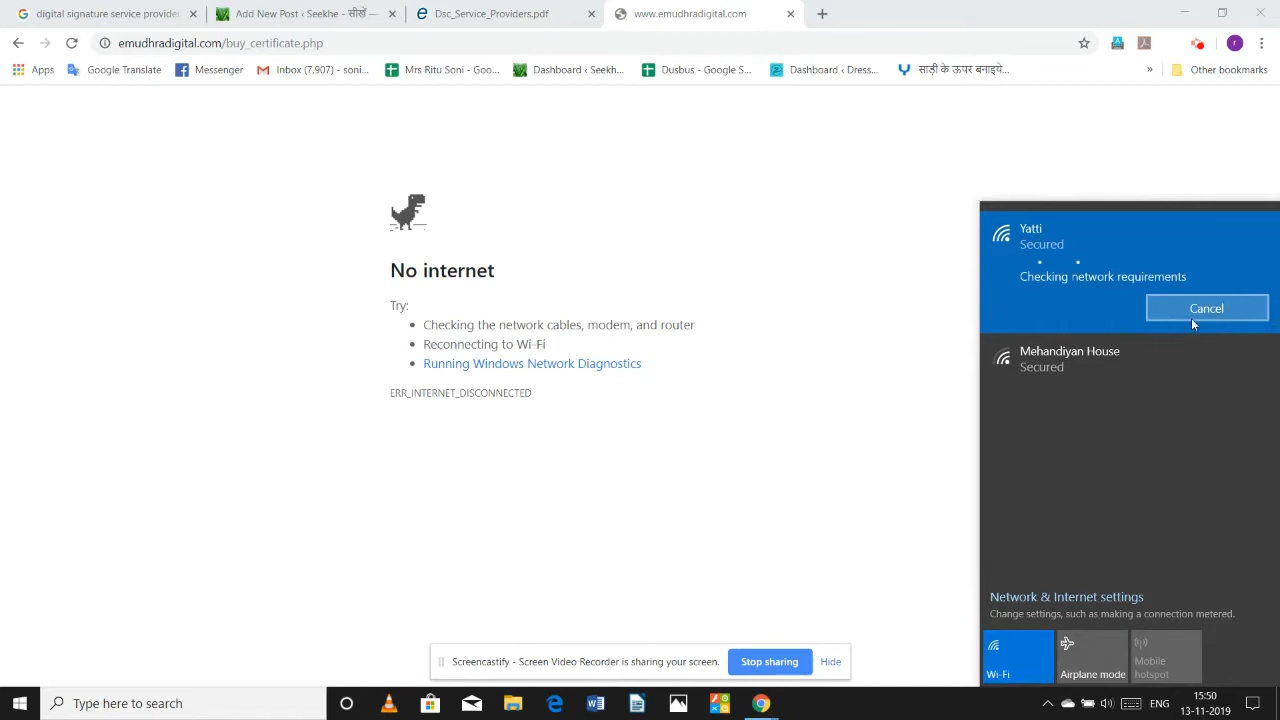 digital signature service provider
Add New Post ‹ Seekhe - सीखें -
Dsc_Service_Providers.pdf
www.emudhradigital.com
emudhradigital.com/buy_certificate.php
Apps
Google Translate
Messenger
Inbox (7,907) - soni...
Mrs Ritu Soni - Goo...
Dashboard ‹ Seekh...
Dusbus - Google S...
Dashboard ‹ Dress...
साड़ी के ऊपर बनाइपे...
»
Other bookmarks
No internet
Try:
• Checking the network cables, modem, and router
• Reconnecting to Wi-Fi
• Running Windows Network Diagnostics
ERR_INTERNET_DISCONNECTED
Yatti
Secured
Checking network requirements
Cancel
Mehandiyan House
Secured
Network & Internet settings
Change settings, such as making a connection metered.
Wi-Fi
Airplane mode
Mobile
hotspot
Screencastify - Screen Video Recorder is sharing your screen.
Stop sharing
Hide
Type here to search
ENG
15:50
13-11-2019